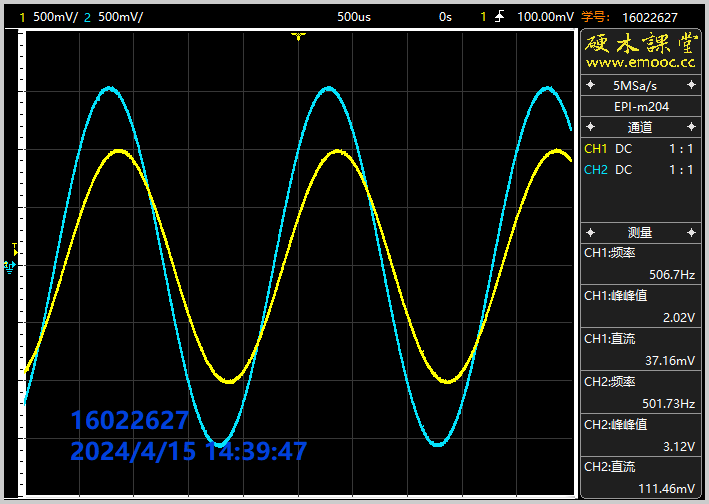 1 500mV/ 2 500mV/ 500us 0s 1 100.00mV 学号: 16022627
硬木課堂
www.emooc.cc
5MSa/s
EPI-m204
通道
CH1 DC 1 : 1
CH2 DC 1 : 1
测量
CH1:频率
506.7Hz
CH1:峰峰值
2.02V
CH1:直流
37.16mV
CH2:频率
501.73Hz
CH2:峰峰值
3.12V
CH2:直流
111.46mV
T
16022627
2024/4/15 14:39:47